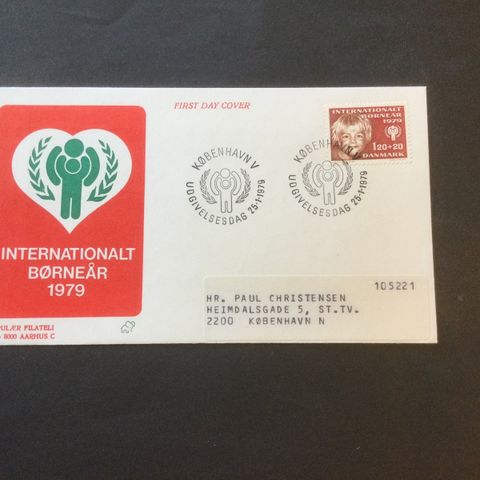 FIRST DAY COVER
INTERNATIONALT
BØRNEÅR
1979
1.20+20
DANMARK
KØBENHAVN V
UDGIVELSESDAG 25-1-1979
KØBENHAVN V
UDGIVELSESDAG 25-1-1979
INTERNATIONALT
BØRNEÅR
1979
105221
HR. PAUL CHRISTENSEN
HEIMDALSGADE 5, ST.TV.
2200 KØBENHAVN N
FILATELI
8000 AARHUS C